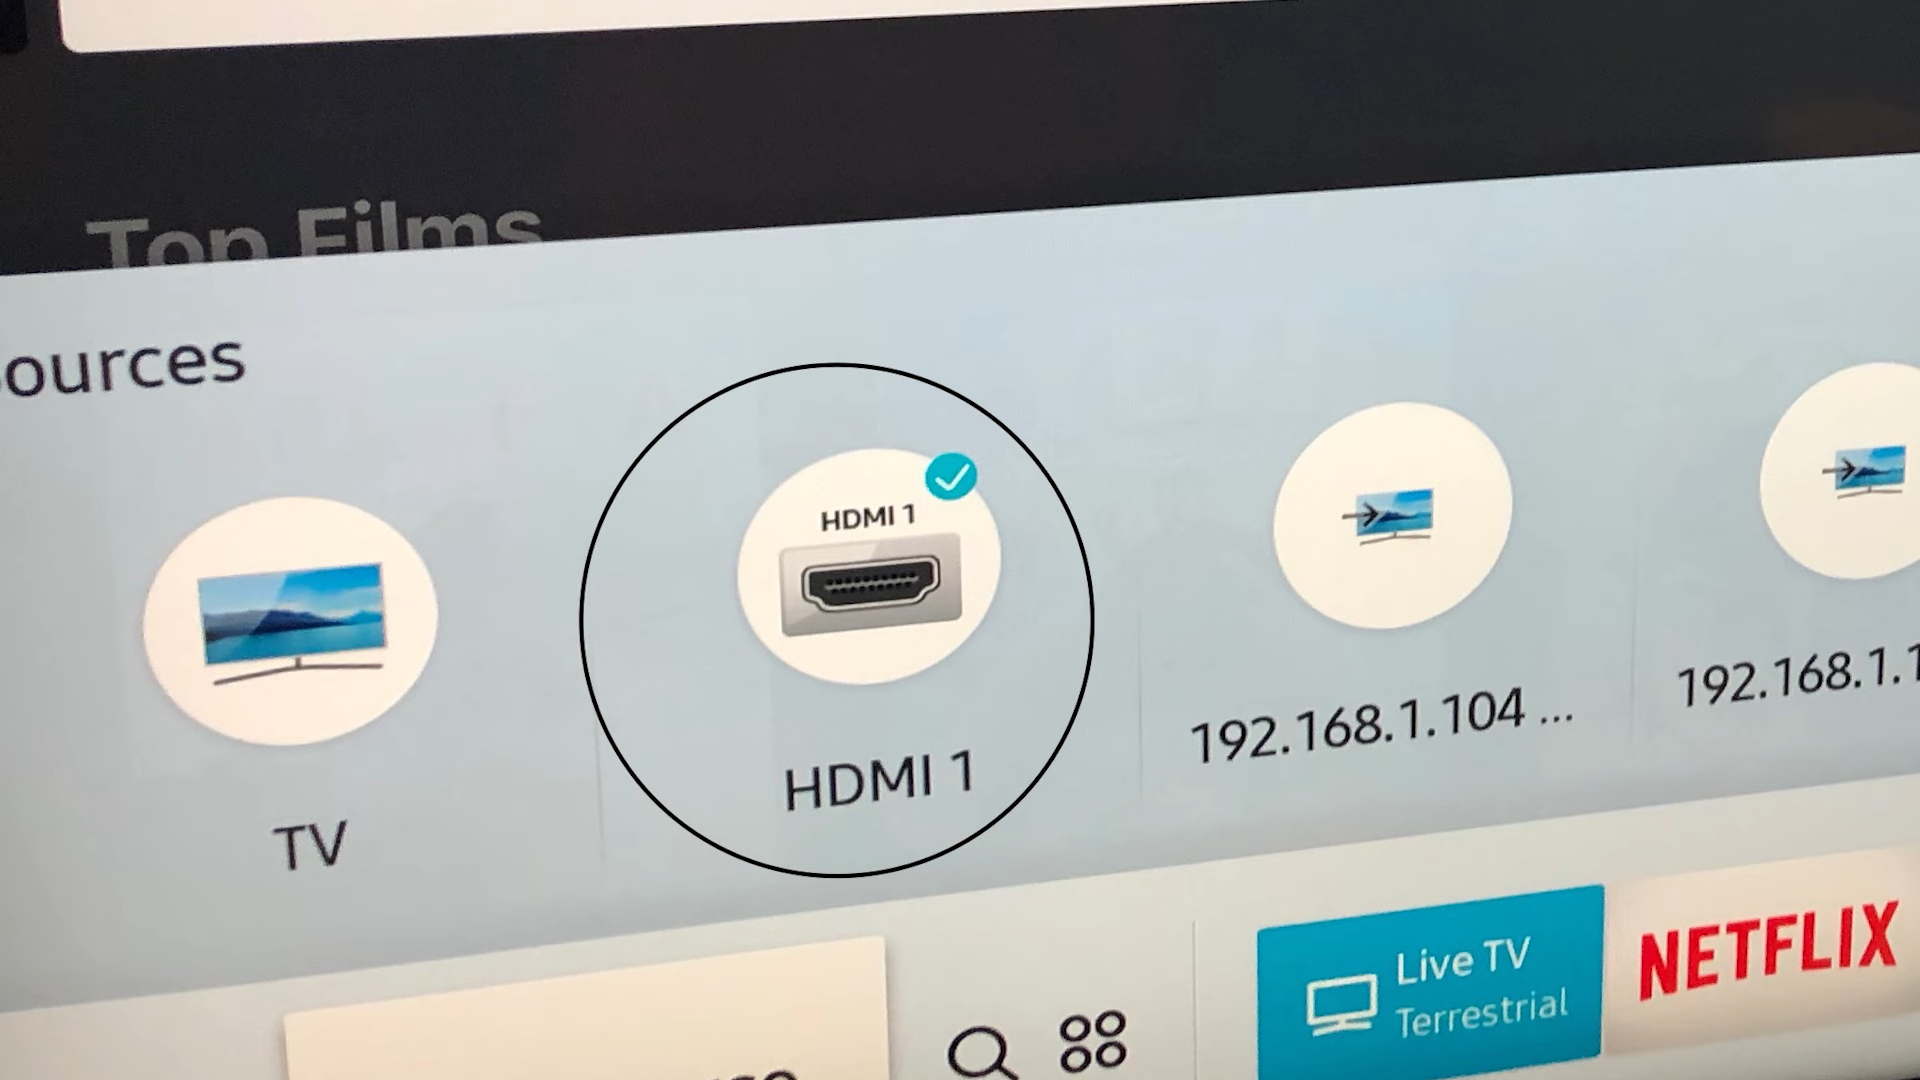 Top Films
ources
HDMI 1
TV
HDMI 1
192.168.1.104 ...
192.168.1.1
Live TV
Terrestrial
NETFLIX